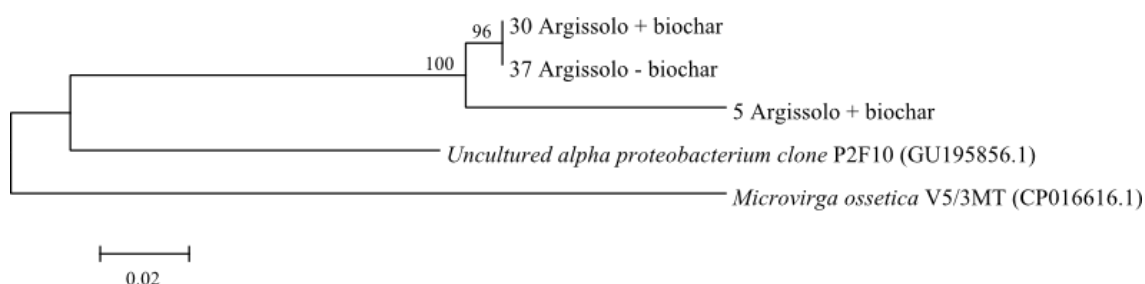 96
30 Argissolo + biochar
100
37 Argissolo - biochar
5 Argissolo + biochar
Uncultured alpha proteobacterium clone P2F10 (GU195856.1)
Microvirga ossetica V5/3MT (CP016616.1)
0.02